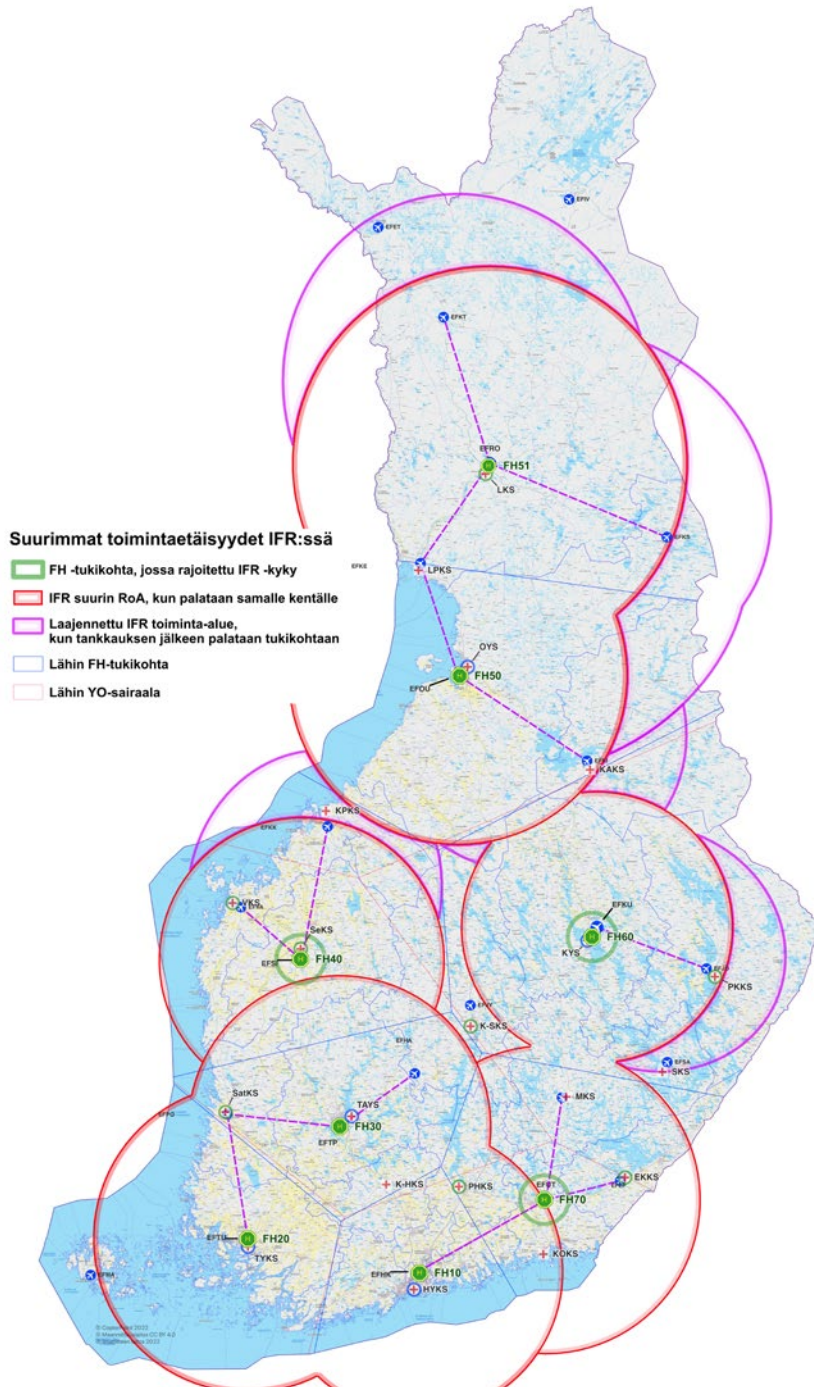 EFIV
EFET
EFKT
EFRO
FH51
LKS
EFKS
Suurimmat toimintaetäisyydet IFR:ssä
FH -tukikohta, jossa rajoitettu IFR -kyky
IFR suurin RoA, kun palataan samalle kentälle
Laajennettu IFR toiminta-alue,
kun tankkauksen jälkeen palataan tukikohtaan
Lähin FH-tukikohta
Lähin YO-sairaala
LPKS
OYS
EFOU
FH50
KAKS
KPKS
EFKK
VKS
EFKU
SeKS
FH60
KYS
EFSI
FH40
PKKS
K-SKS
EFHA
EFSA
SKS
SatKS
MKS
TAYS
EFPO
FH30
EFTP
K-HKS
PHKS
EKKS
FH70
EFTU
FH20
TYKS
KOKS
EFHK
FH10
HYKS
EFMA